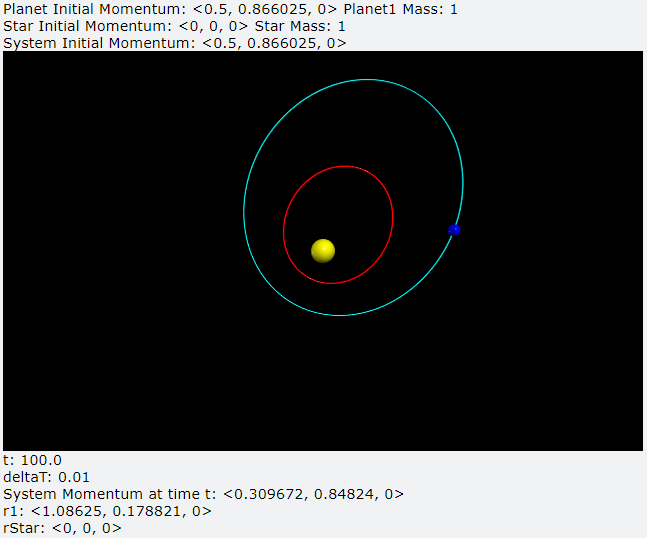 Planet Initial Momentum: <0.5, 0.866025, 0> Planet1 Mass: 1
Star Initial Momentum: <0, 0, 0> Star Mass: 1
System Initial Momentum: <0.5, 0.866025, 0>
t: 100.0
deltaT: 0.01
System Momentum at time t: <0.309672, 0.84824, 0>
r1: <1.08625, 0.178821, 0>
rStar: <0, 0, 0>